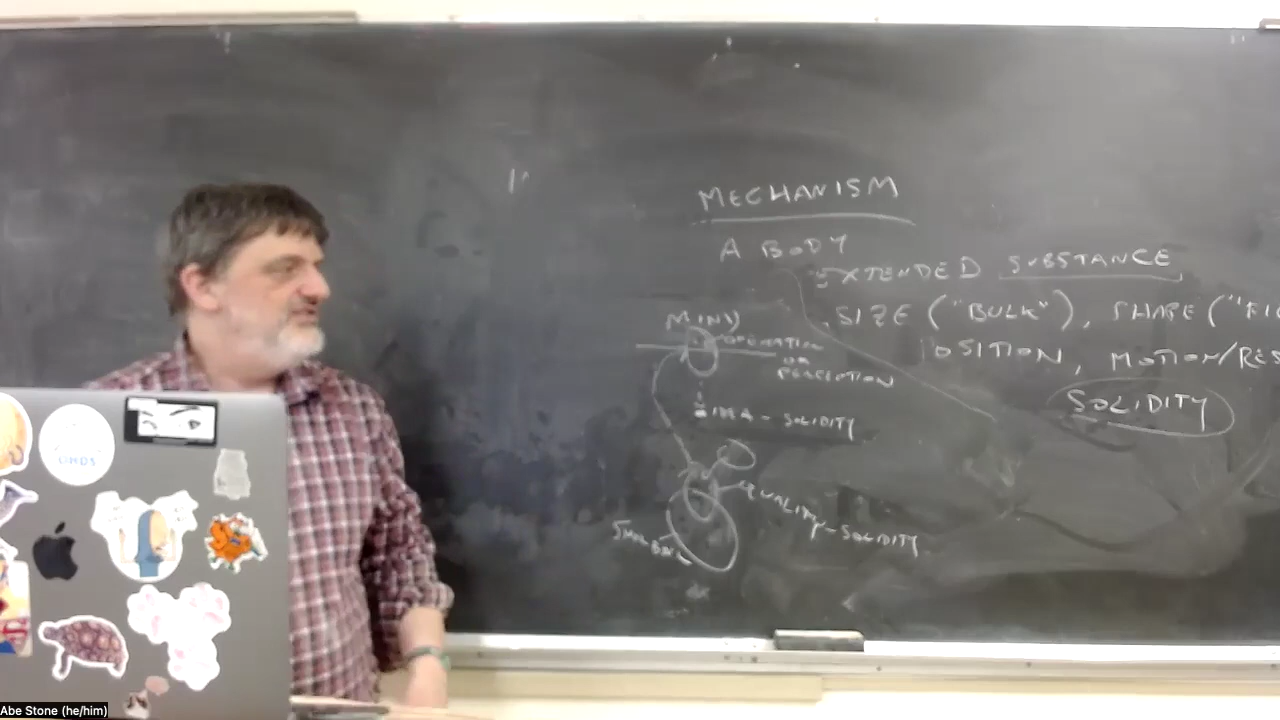 MECHANISM
A BODY
EXTENDED SUBSTANCE
SIZE ("BULK"), SHAPE ("FIG
POSITION, MOTION/RES
SOLIDITY
MIND
OPERATION
OR
PERCEPTION
IDEA - SOLIDITY
QUALITY - SOLIDITY
Abe Stone (he/him)